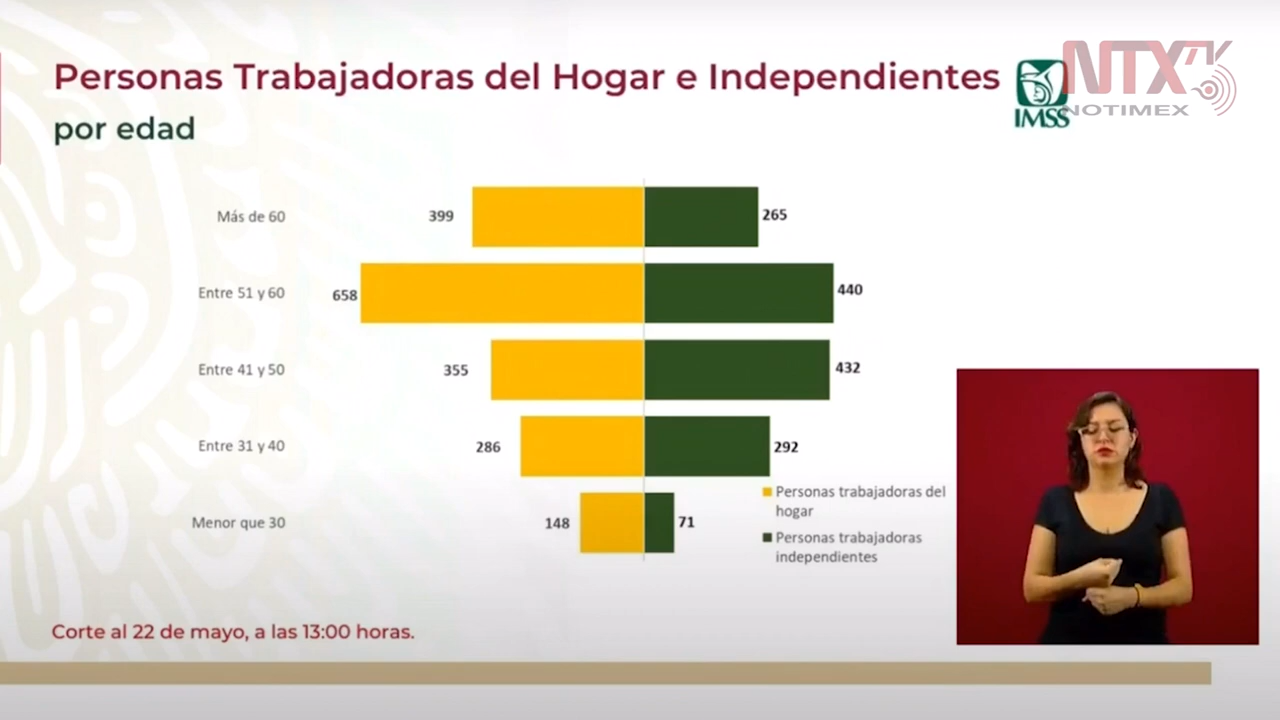 Personas Trabajadoras del Hogar e Independientes
por edad
IMSS
NTXTV
NOTIMEX
Más de 60
399
265
Entre 51 y 60
658
440
Entre 41 y 50
355
432
Entre 31 y 40
286
292
Menor que 30
148
71
Personas trabajadoras del
hogar
Personas trabajadoras
independientes
Corte al 22 de mayo, a las 13:00 horas.